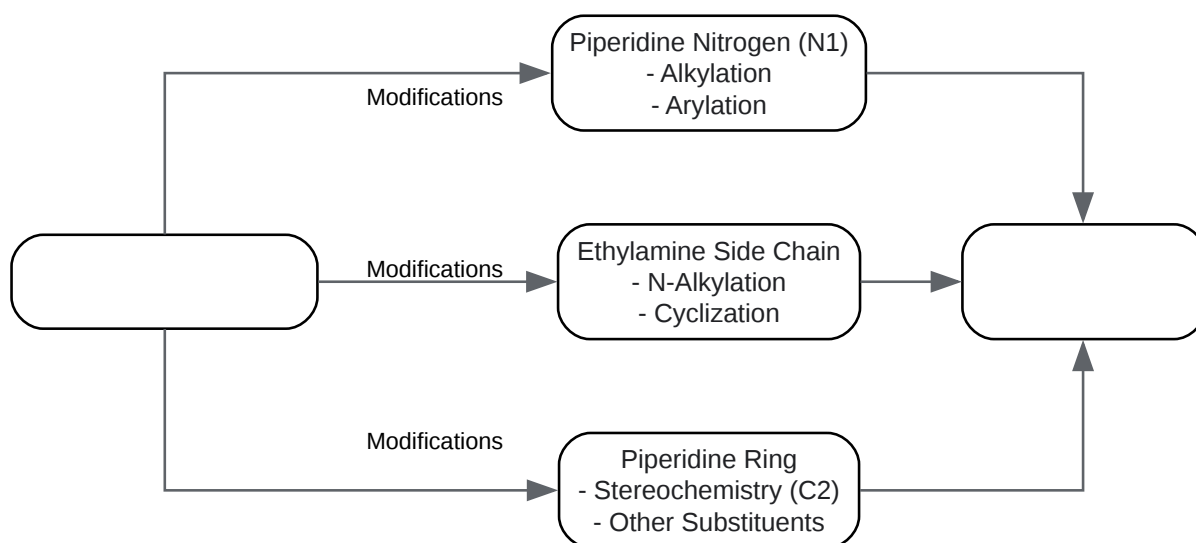 Piperidine Nitrogen (N1)
- Alkylation
- Arylation
Modifications
Modifications
Ethylamine Side Chain
- N-Alkylation
- Cyclization
Modifications
Piperidine Ring
- Stereochemistry (C2)
- Other Substituents